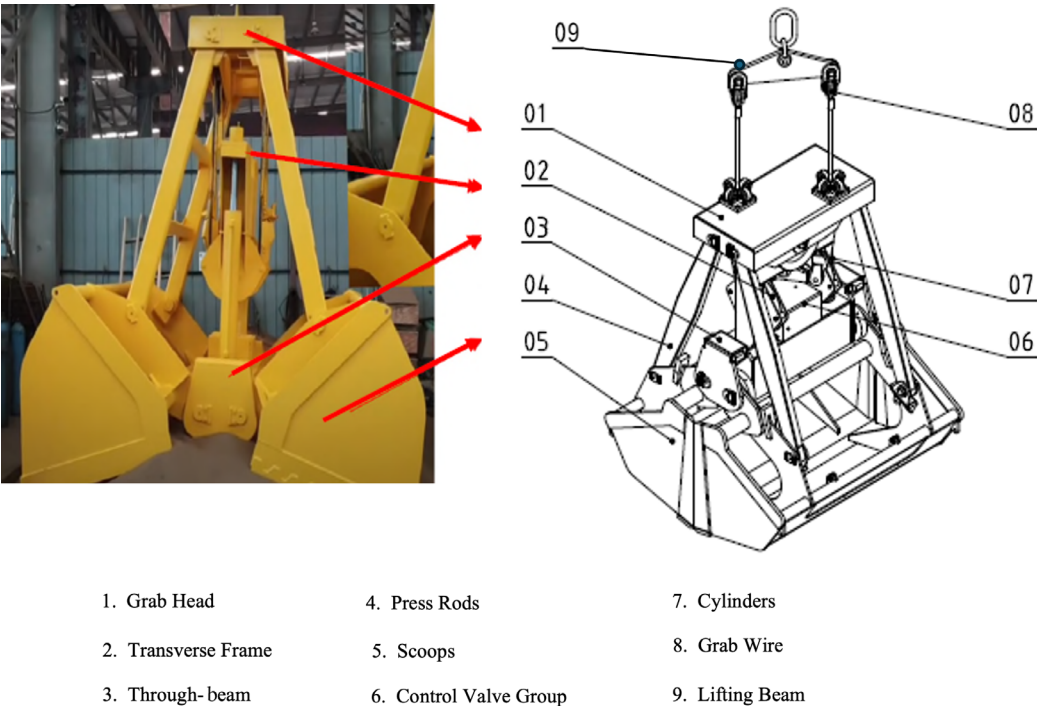 09
01
08
02
03
04
07
05
06
1. Grab Head
4. Press Rods
7. Cylinders
2. Transverse Frame
5. Scoops
8. Grab Wire
3. Through-beam
6. Control Valve Group
9. Lifting Beam